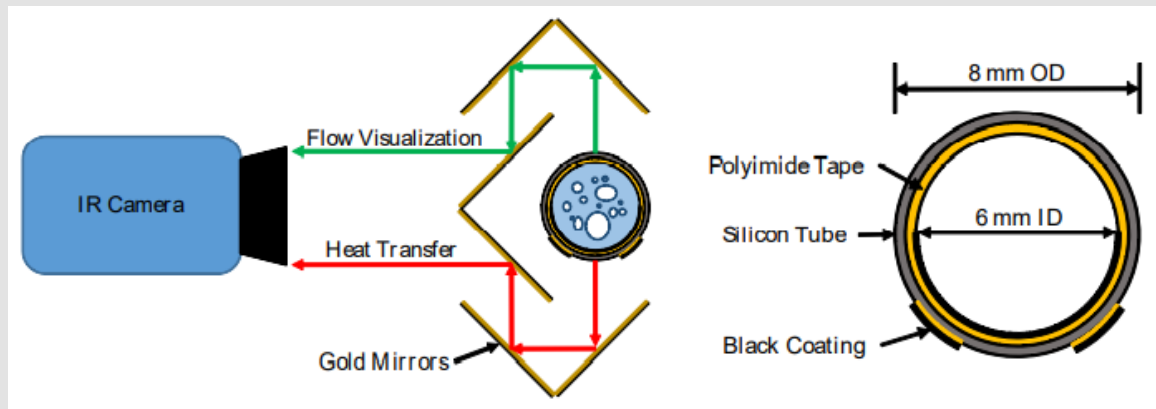 Flow Visualization
IR Camera
Heat Transfer
Gold Mirrors
8 mm OD
Polyimide Tape
6 mm ID
Silicon Tube
Black Coating